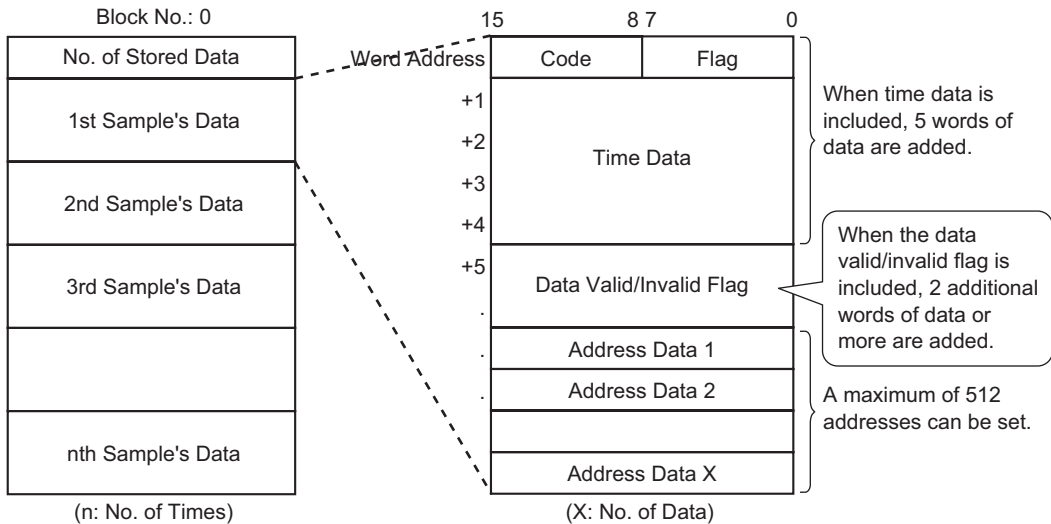 Block No.: 0
No. of Stored Data
1st Sample's Data
2nd Sample's Data
3rd Sample's Data
nth Sample's Data
(n: No. of Times)
15 8 7 0
Word Address
Code Flag
+1
+2
+3
+4
+5
.
.
.
Time Data
Data Valid/Invalid Flag
Address Data 1
Address Data 2
Address Data X
(X: No. of Data)
When time data is
included, 5 words of
data are added.
When the data
valid/invalid flag is
included, 2 additional
words of data or
more are added.
A maximum of 512
addresses can be set.